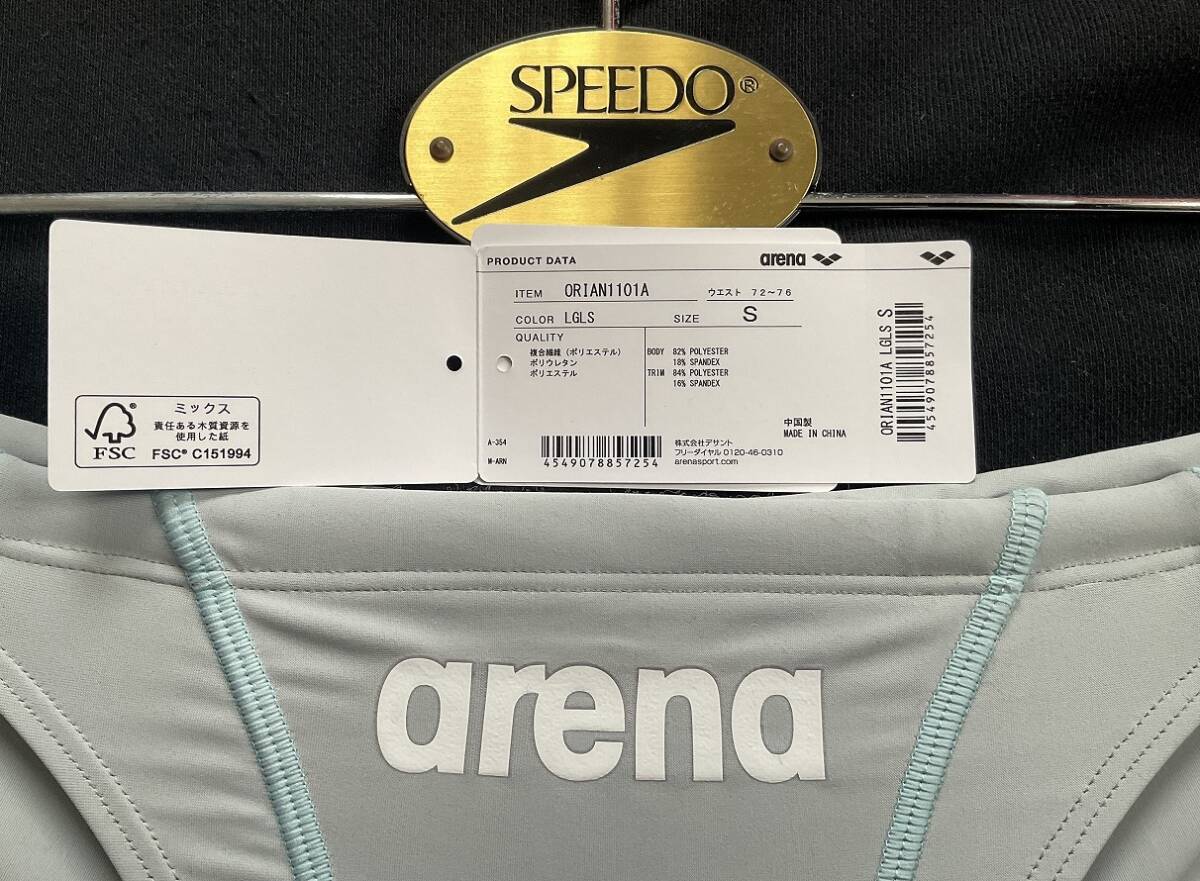 SPEEDO®
ミックス
責任ある木質資源を
使用した紙
FSC® C151994
®
FSC
PRODUCT DATA
arena
ITEM ORIAN1101A
ウエスト 72~76
COLOR LGLS
SIZE S
QUALITY
複合繊維(ポリエステル)
ポリウレタン
ポリエステル
BODY 82% POLYESTER
18% SPANDEX
TRIM 84% POLYESTER
16% SPANDEX
中国製
MADE IN CHINA
A-354
M-ARN
4549078857254
株式会社デサント
フリーダイヤル 0120-46-0310
arenasport.com
ORIAN1101A LGLS S
4549078857254
arena